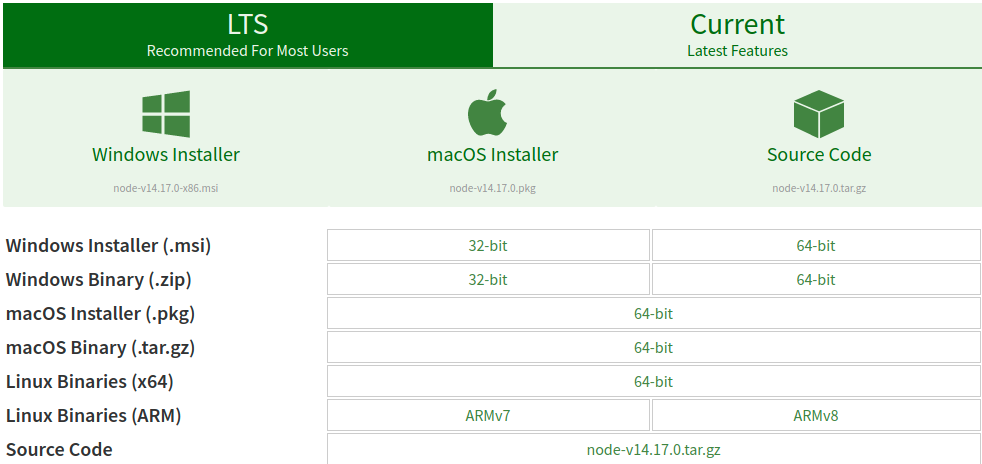 LTS
Recommended For Most Users
Current
Latest Features
Windows Installer
node-v14.17.0-x86.msi
macOS Installer
node-v14.17.0.pkg
Source Code
node-v14.17.0.tar.gz
Windows Installer (.msi) 32-bit 64-bit
Windows Binary (.zip) 32-bit 64-bit
macOS Installer (.pkg) 64-bit
macOS Binary (.tar.gz) 64-bit
Linux Binaries (x64) 64-bit
Linux Binaries (ARM) ARMv7 ARMv8
Source Code node-v14.17.0.tar.gz